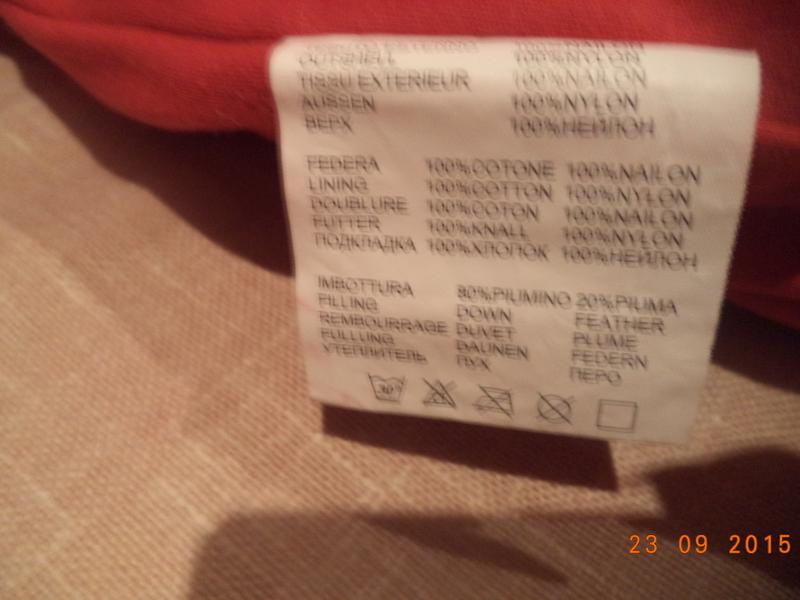 OUTSHELL 100%NYLON
TISSU EXTERIEUR 100%NAILON
AUSSEN 100%NYLON
ВЕРХ 100%НЕЙЛОН
FEDERA 100%COTONE 100%NAILON
LINING 100%COTTON 100%NYLON
DOUBLURE 100%COTON 100%NAILON
FUTTER 100%KNALL 100%NYLON
ПОДКЛАДКА 100%ХЛОПОК 100%НЕЙЛОН
IMBOTTURA 80%PIUMINO 20%PIUMA
FILLING DOWN FEATHER
REMBOURRAGE DUVET PLUME
FULLUNG DAUNEN FEDERN
УТЕПЛИТЕЛЬ ПУХ ПЕРО
30°
23 09 2015